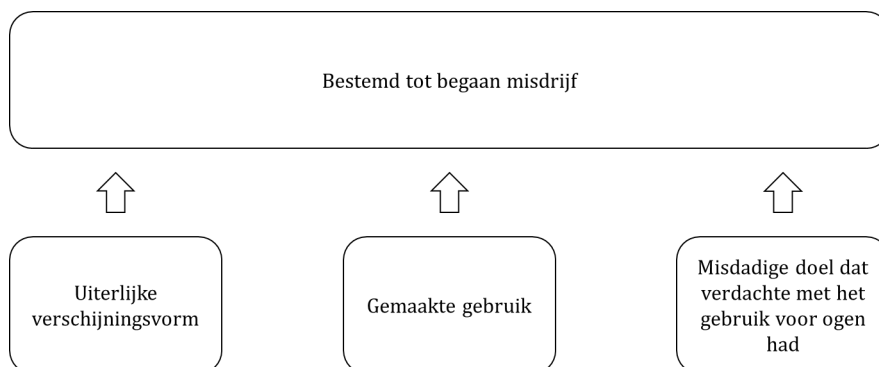 Bestemd tot begaan misdrijf
Uiterlijke
verschijningsvorm
Gemaakte gebruik
Misdadige doel dat
verdachte met het
gebruik voor ogen
had